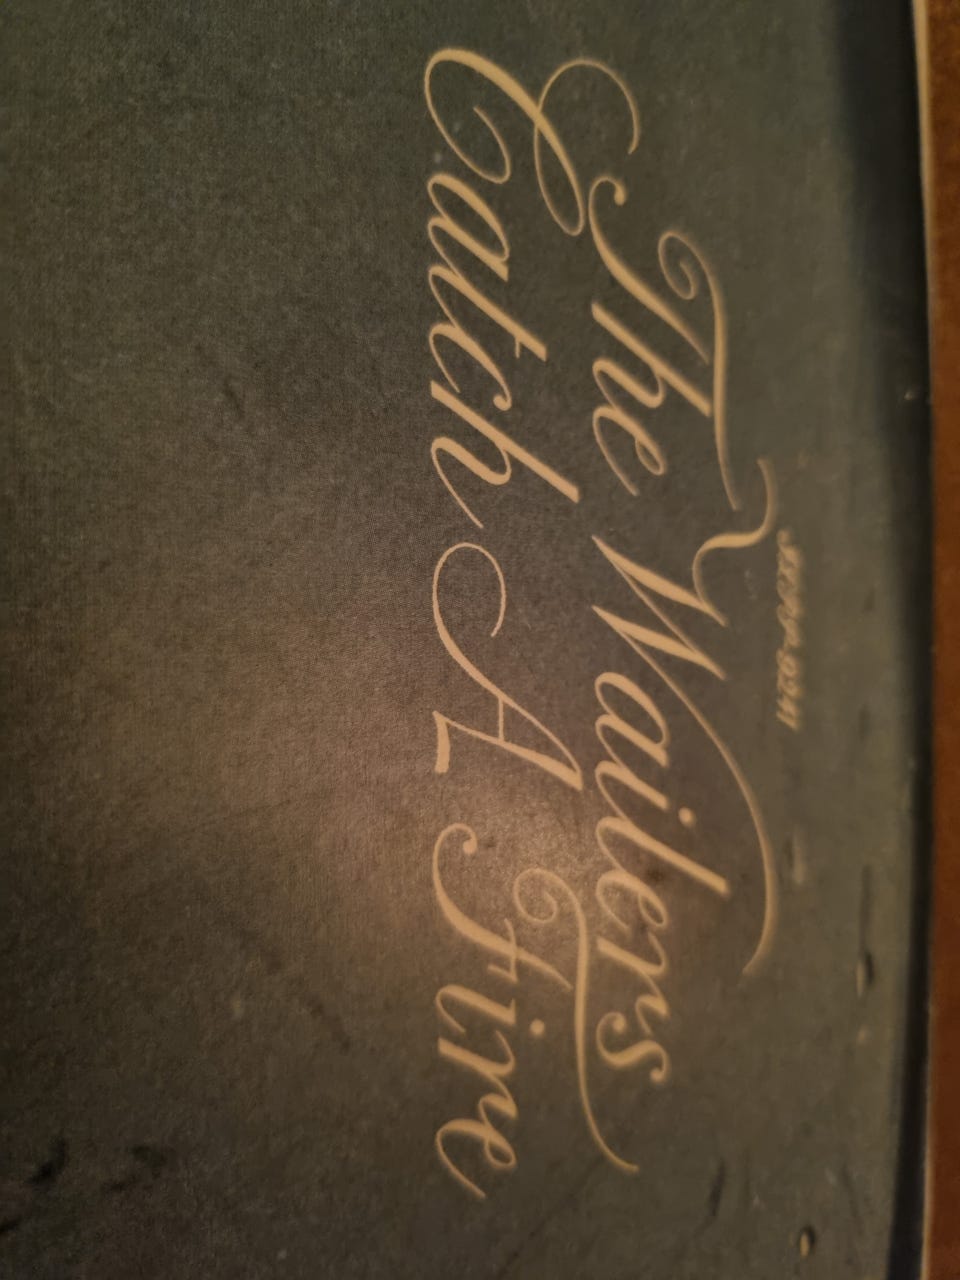 The Wailers
Catch A Fire